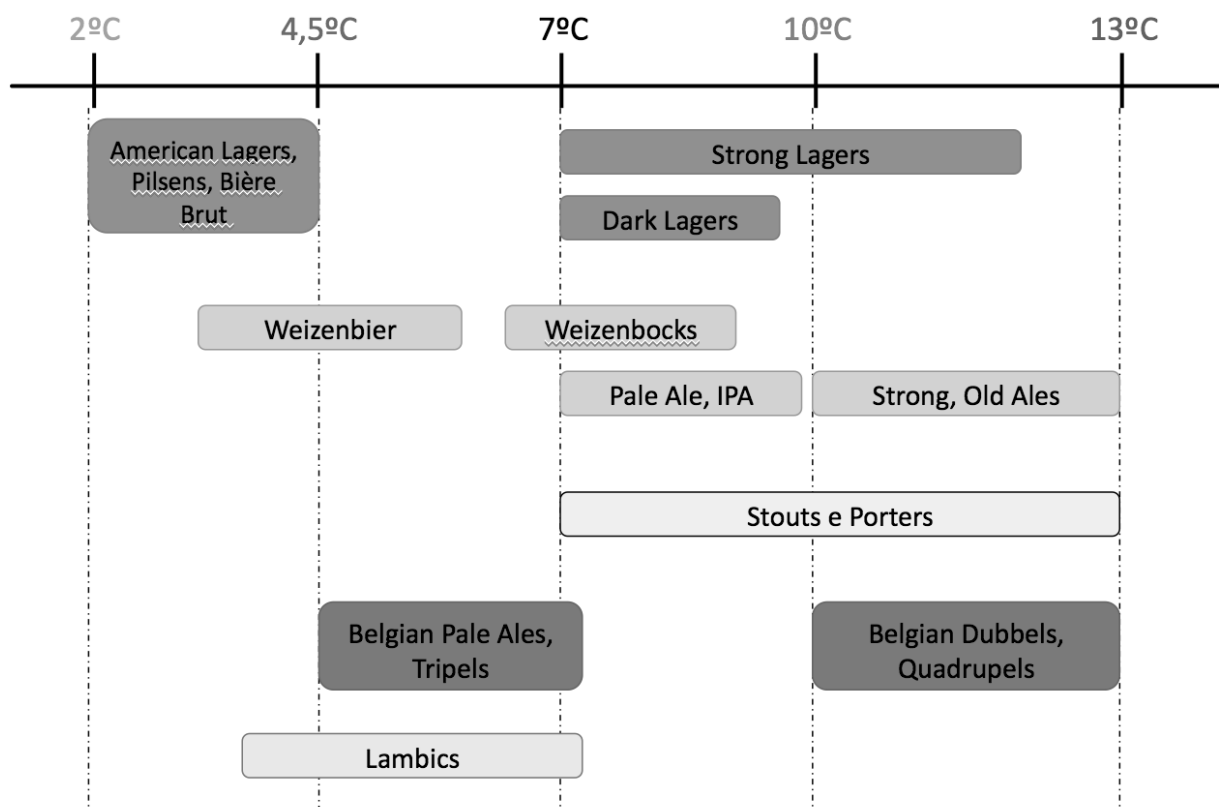 2ºC 4,5ºC 7ºC 10ºC 13ºC
American Lagers,
Pilsens, Bière
Brut
Strong Lagers
Dark Lagers
Weizenbier
Weizenbocks
Pale Ale, IPA
Strong, Old Ales
Stouts e Porters
Belgian Pale Ales,
Tripels
Belgian Dubbels,
Quadrupels
Lambics